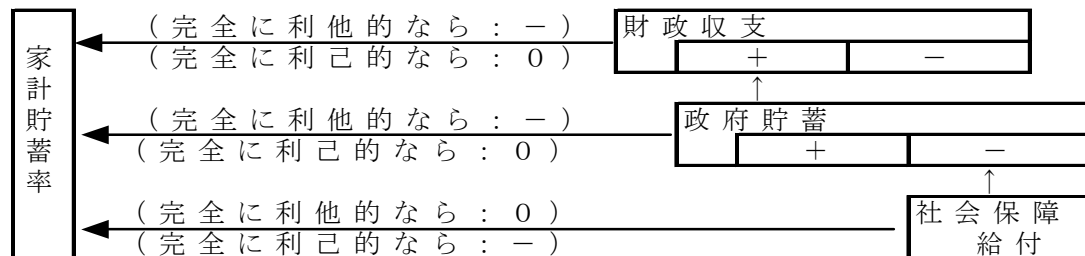 家計貯蓄率
(完全に利他的なら：－)
(完全に利己的なら：０)
財政収支
＋ －
↑
(完全に利他的なら：－)
(完全に利己的なら：０)
政府貯蓄
＋ －
↑
(完全に利他的なら：０)
(完全に利己的なら：－)
社会保障
給付